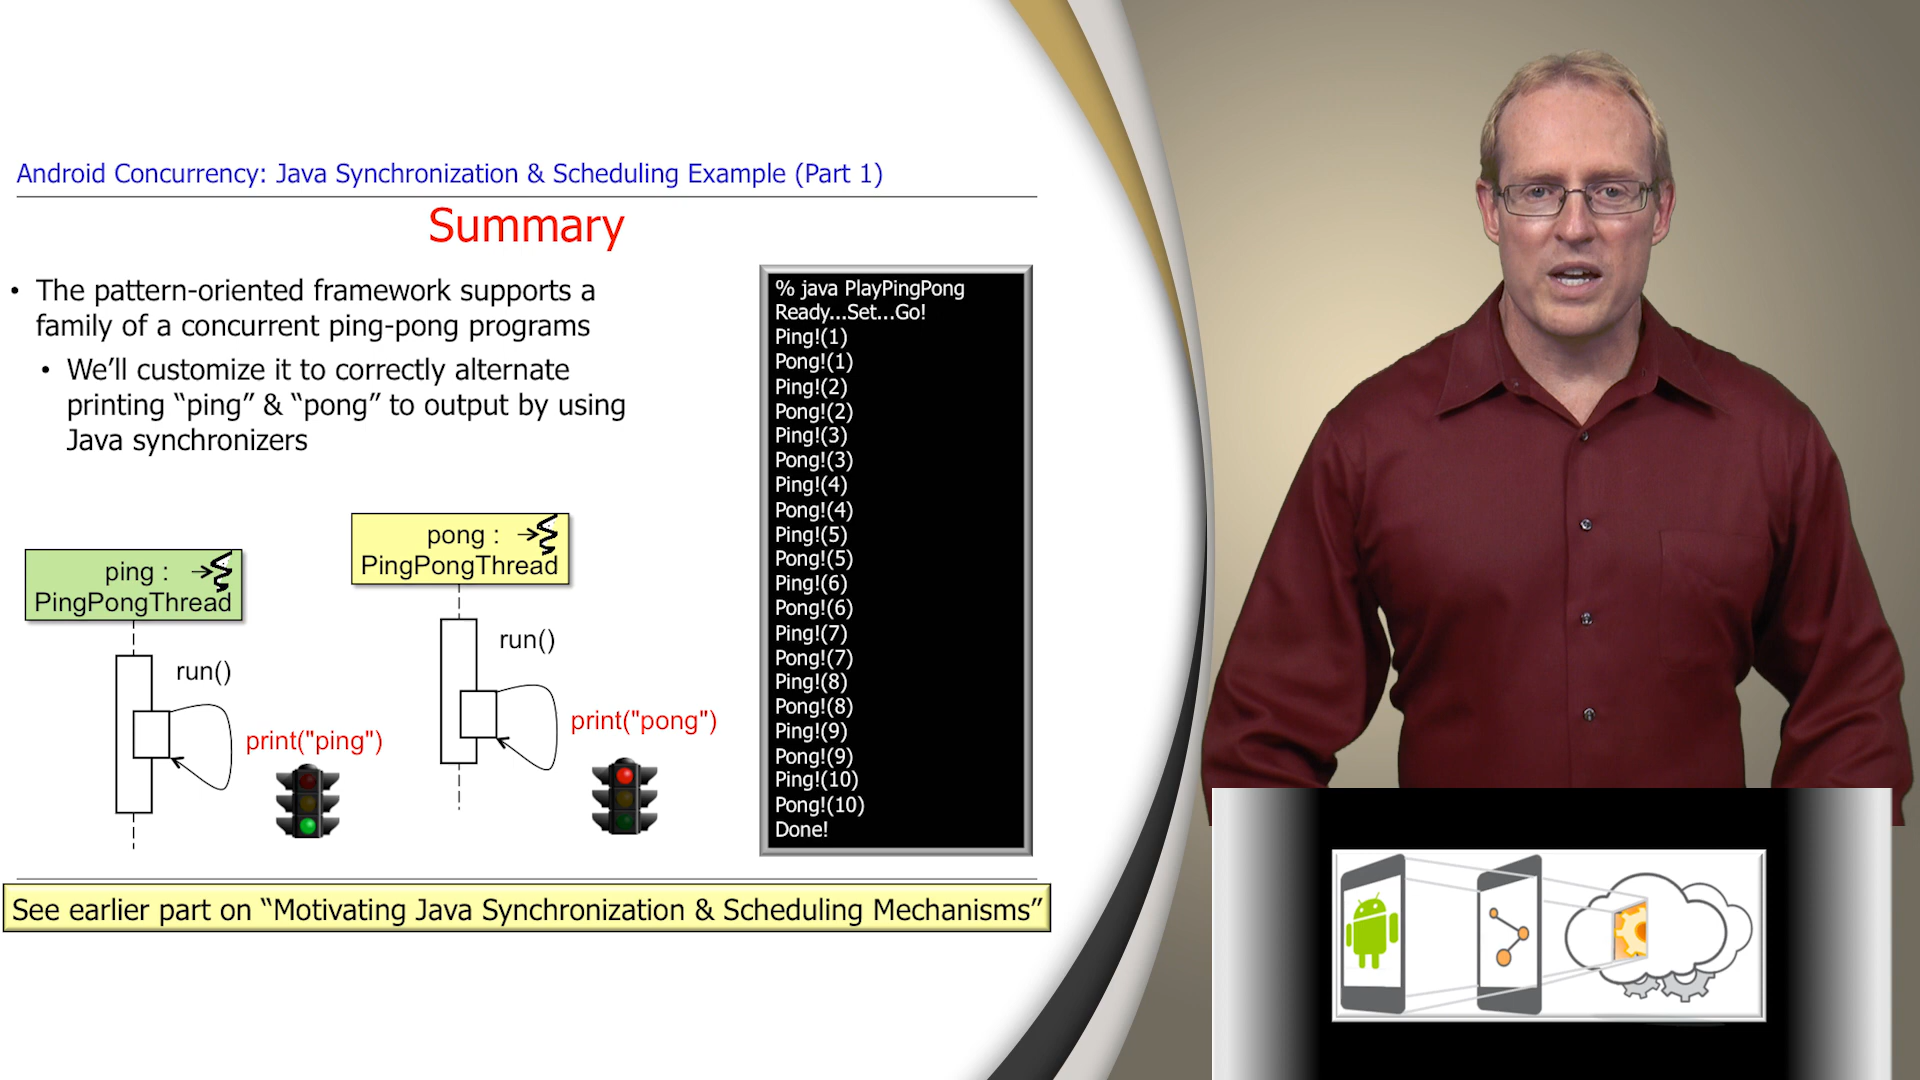 Android Concurrency: Java Synchronization & Scheduling Example (Part 1)
Summary
• The pattern-oriented framework supports a
family of a concurrent ping-pong programs
• We’ll customize it to correctly alternate
printing “ping” & “pong” to output by using
Java synchronizers
ping :
PingPongThread
run()
print("ping")
pong :
PingPongThread
run()
print("pong")
% java PlayPingPong
Ready...Set...Go!
Ping!(1)
Pong!(1)
Ping!(2)
Pong!(2)
Ping!(3)
Pong!(3)
Ping!(4)
Pong!(4)
Ping!(5)
Pong!(5)
Ping!(6)
Pong!(6)
Ping!(7)
Pong!(7)
Ping!(8)
Pong!(8)
Ping!(9)
Pong!(9)
Ping!(10)
Pong!(10)
Done!
See earlier part on “Motivating Java Synchronization & Scheduling Mechanisms”